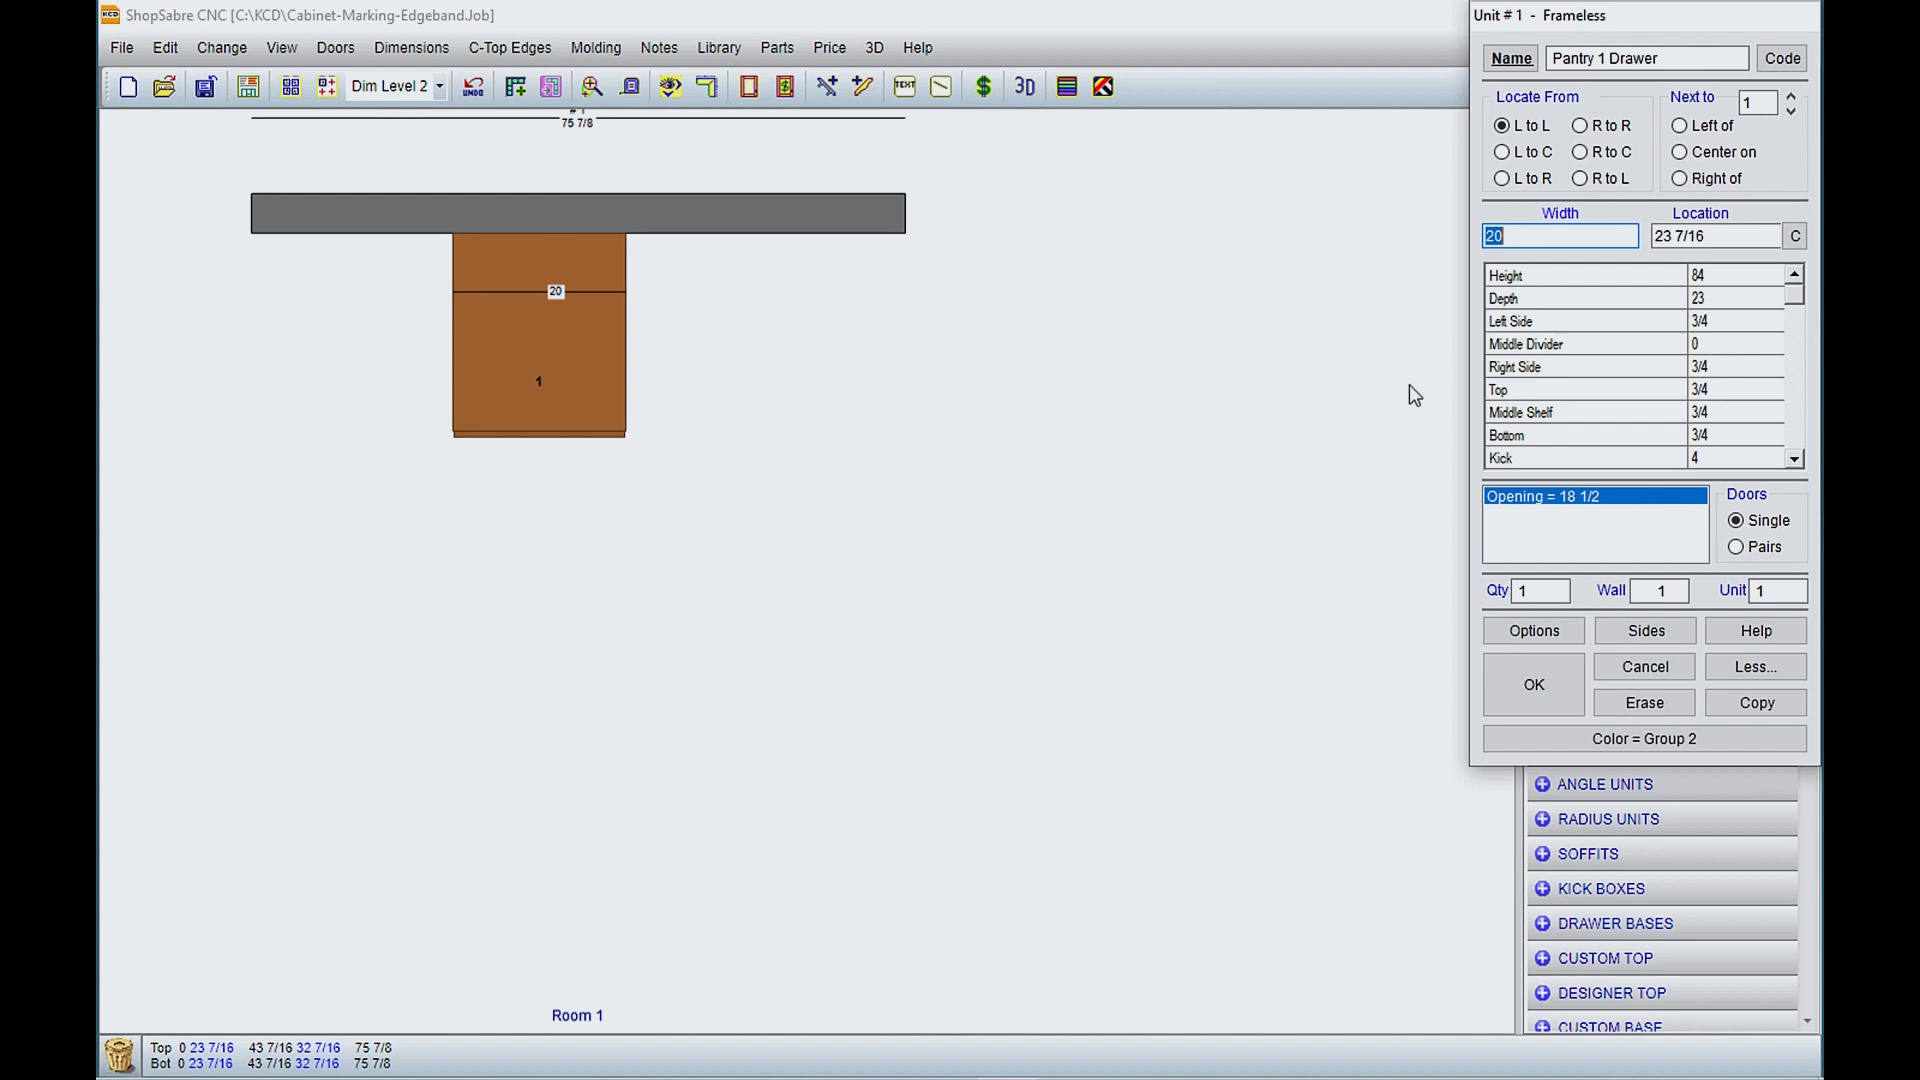 ShopSabre CNC [C:\KCD\Cabinet-Marking-Edgeband.Job]
File Edit Change View Doors Dimensions C-Top Edges Molding Notes Library Parts Price 3D Help
Dim Level 2 UNDO TEXT $ 3D
75 7/8
20
1
Room 1
Top 0 23 7/16 43 7/16 32 7/16 75 7/8
Bot 0 23 7/16 43 7/16 32 7/16 75 7/8
Unit # 1 - Frameless
Name Pantry 1 Drawer Code
Locate From Next to 1
L to L R to R Left of
L to C R to C Center on
L to R R to L Right of
Width Location
20 23 7/16 C
Height 84
Depth 23
Left Side 3/4
Middle Divider 0
Right Side 3/4
Top 3/4
Middle Shelf 3/4
Bottom 3/4
Kick 4
Opening = 18 1/2 Doors
Single
Pairs
Qty 1 Wall 1 Unit 1
Options Sides Help
OK Cancel Less...
Erase Copy
Color = Group 2
ANGLE UNITS
RADIUS UNITS
SOFFITS
KICK BOXES
DRAWER BASES
CUSTOM TOP
DESIGNER TOP
CUSTOM BASE